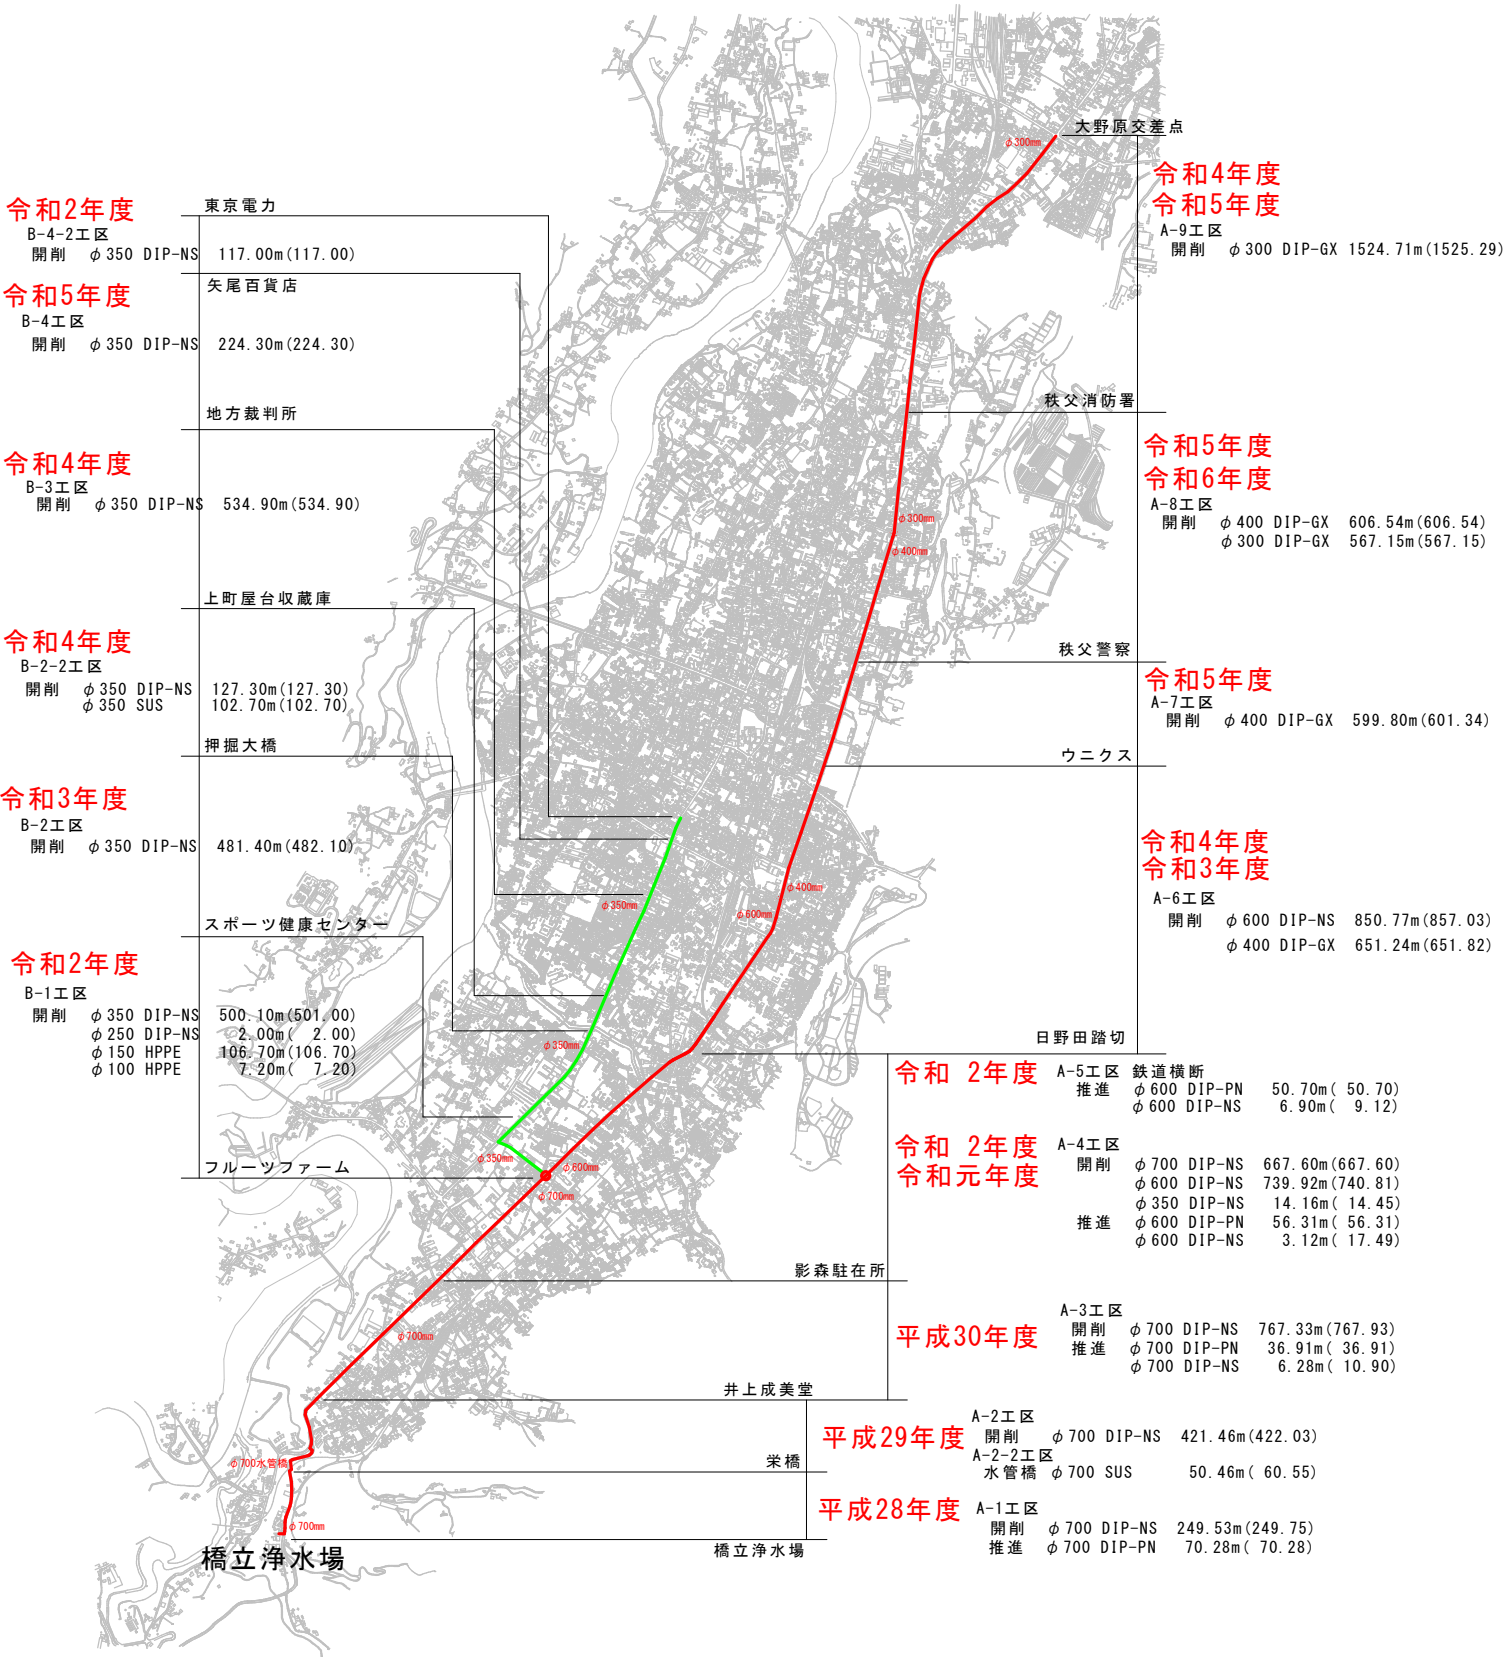 大野原交差点
φ300mm
令和4年度
令和5年度
A-9工区
開削 φ300 DIP-GX 1524.71m(1525.29)
秩父消防署
令和5年度
令和6年度
A-8工区
開削 φ400 DIP-GX 606.54m(606.54)
φ300 DIP-GX 567.15m(567.15)
φ300mm
φ400mm
秩父警察
令和5年度
A-7工区
開削 φ400 DIP-GX 599.80m(601.34)
ウニクス
令和4年度
令和3年度
A-6工区
開削 φ600 DIP-NS 850.77m(857.03)
φ400 DIP-GX 651.24m(651.82)
φ400mm
φ600mm
日野田踏切
令和2年度
B-4-2工区
開削 φ350 DIP-NS 117.00m(117.00)
東京電力
令和5年度
B-4工区
開削 φ350 DIP-NS 224.30m(224.30)
矢尾百貨店
地方裁判所
令和4年度
B-3工区
開削 φ350 DIP-NS 534.90m(534.90)
上町屋台収蔵庫
令和4年度
B-2-2工区
開削 φ350 DIP-NS 127.30m(127.30)
φ350 SUS 102.70m(102.70)
押堀大橋
令和3年度
B-2工区
開削 φ350 DIP-NS 481.40m(482.10)
φ350mm
スポーツ健康センター
令和2年度
B-1工区
開削 φ350 DIP-NS 500.10m(501.00)
φ250 DIP-NS 2.00m( 2.00)
φ150 HPPE 106.70m(106.70)
φ100 HPPE 7.20m( 7.20)
φ350mm
φ350mm
φ600mm
φ700mm
フルーツファーム
令和 2年度
A-5工区 鉄道横断
推進 φ600 DIP-PN 50.70m( 50.70)
φ600 DIP-NS 6.90m( 9.12)
令和 2年度
令和元年度
A-4工区
開削 φ700 DIP-NS 667.60m(667.60)
φ600 DIP-NS 739.92m(740.81)
φ350 DIP-NS 14.16m( 14.45)
推進 φ600 DIP-PN 56.31m( 56.31)
φ600 DIP-NS 3.12m( 17.49)
影森駐在所
平成30年度
A-3工区
開削 φ700 DIP-NS 767.33m(767.93)
推進 φ700 DIP-PN 36.91m( 36.91)
φ700 DIP-NS 6.28m( 10.90)
φ700mm
井上成美堂
平成29年度
A-2工区
開削 φ700 DIP-NS 421.46m(422.03)
A-2-2工区
水管橋 φ700 SUS 50.46m( 60.55)
φ700水管橋
栄橋
平成28年度
A-1工区
開削 φ700 DIP-NS 249.53m(249.75)
推進 φ700 DIP-PN 70.28m( 70.28)
φ700mm
橋立浄水場
橋立浄水場